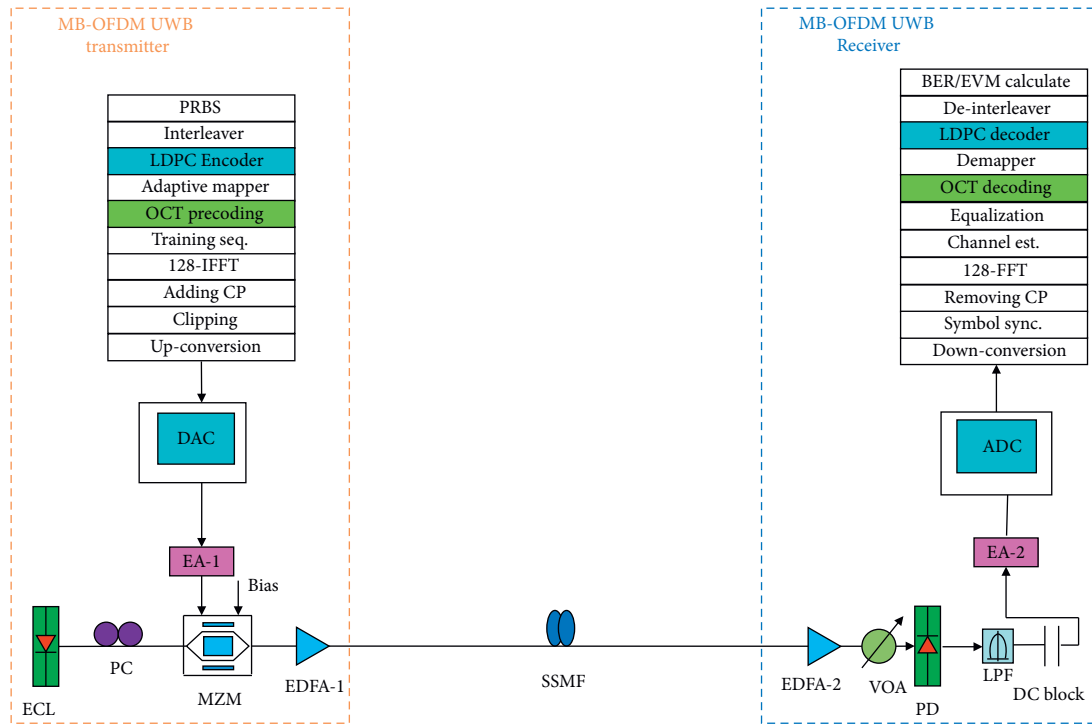 MB-OFDM UWB
transmitter
PRBS
Interleaver
LDPC Encoder
Adaptive mapper
OCT precoding
Training seq.
128-IFFT
Adding CP
Clipping
Up-conversion
DAC
EA-1
Bias
ECL
PC
MZM
EDFA-1
SSMF
MB-OFDM UWB
Receiver
BER/EVM calculate
De-interleaver
LDPC decoder
Demapper
OCT decoding
Equalization
Channel est.
128-FFT
Removing CP
Symbol sync.
Down-conversion
ADC
EA-2
EDFA-2
VOA
PD
LPF
DC block